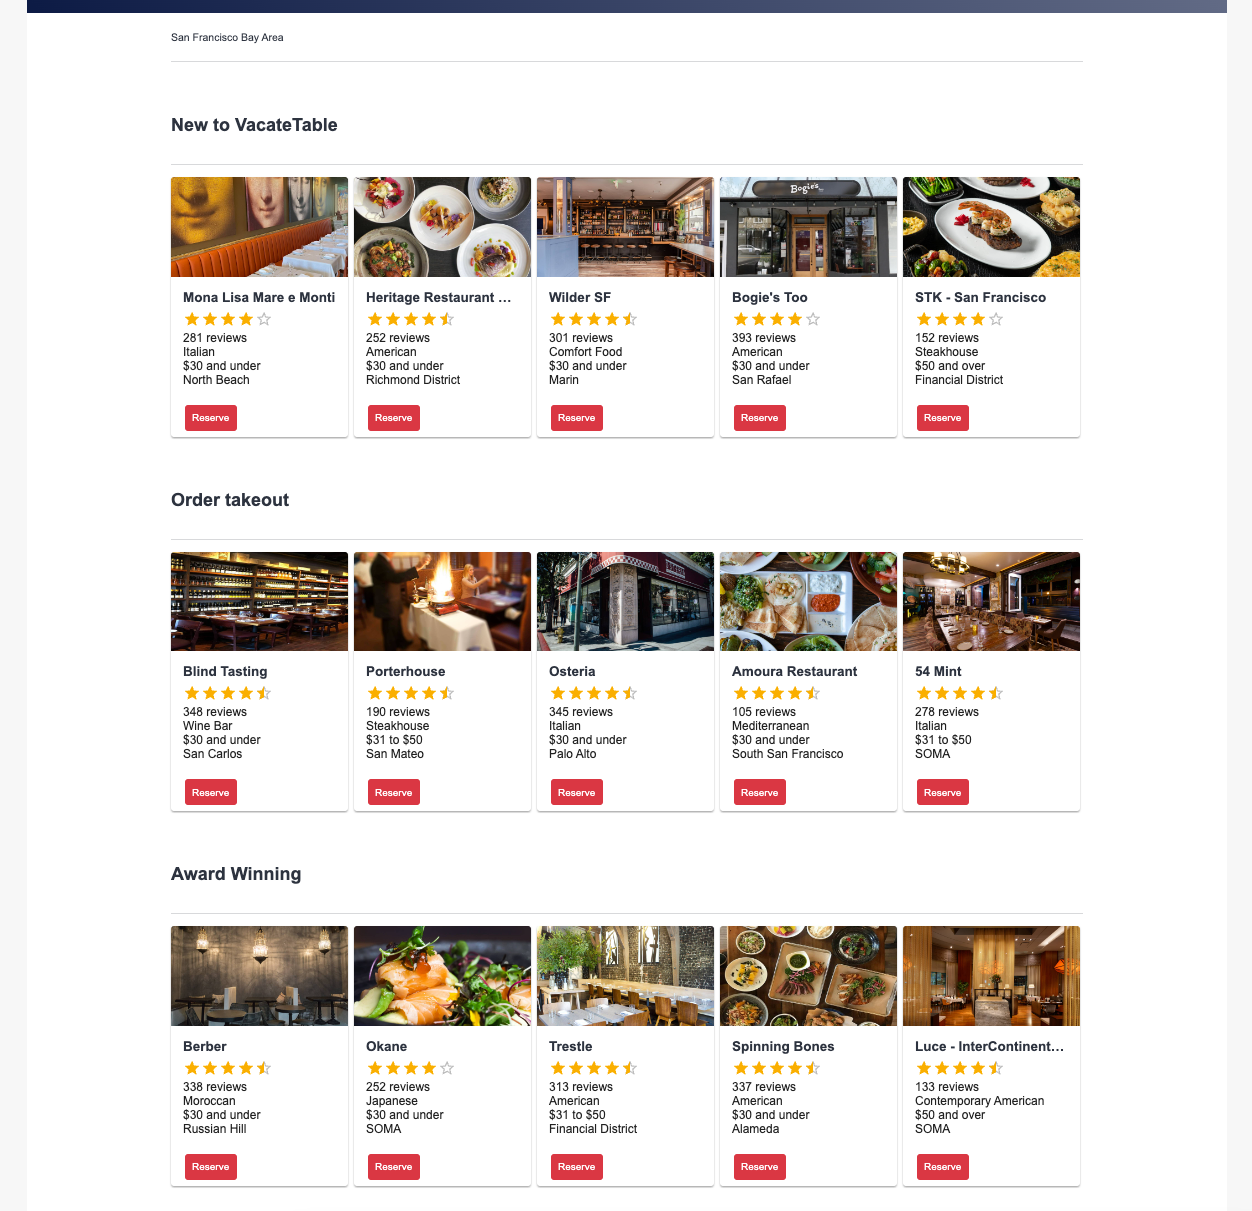 San Francisco Bay Area
New to VacateTable
Bogie's
Mona Lisa Mare e Monti
281 reviews
Italian
$30 and under
North Beach
Reserve
Heritage Restaurant ...
252 reviews
American
$30 and under
Richmond District
Reserve
Wilder SF
301 reviews
Comfort Food
$30 and under
Marin
Reserve
Bogie's Too
393 reviews
American
$30 and under
San Rafael
Reserve
STK - San Francisco
152 reviews
Steakhouse
$50 and over
Financial District
Reserve
Order takeout
Blind Tasting
348 reviews
Wine Bar
$30 and under
San Carlos
Reserve
Porterhouse
190 reviews
Steakhouse
$31 to $50
San Mateo
Reserve
Osteria
345 reviews
Italian
$30 and under
Palo Alto
Reserve
Amoura Restaurant
105 reviews
Mediterranean
$30 and under
South San Francisco
Reserve
54 Mint
278 reviews
Italian
$31 to $50
SOMA
Reserve
Award Winning
Berber
338 reviews
Moroccan
$30 and under
Russian Hill
Reserve
Okane
252 reviews
Japanese
$30 and under
SOMA
Reserve
Trestle
313 reviews
American
$31 to $50
Financial District
Reserve
Spinning Bones
337 reviews
American
$30 and under
Alameda
Reserve
Luce - InterContinent...
133 reviews
Contemporary American
$50 and over
SOMA
Reserve